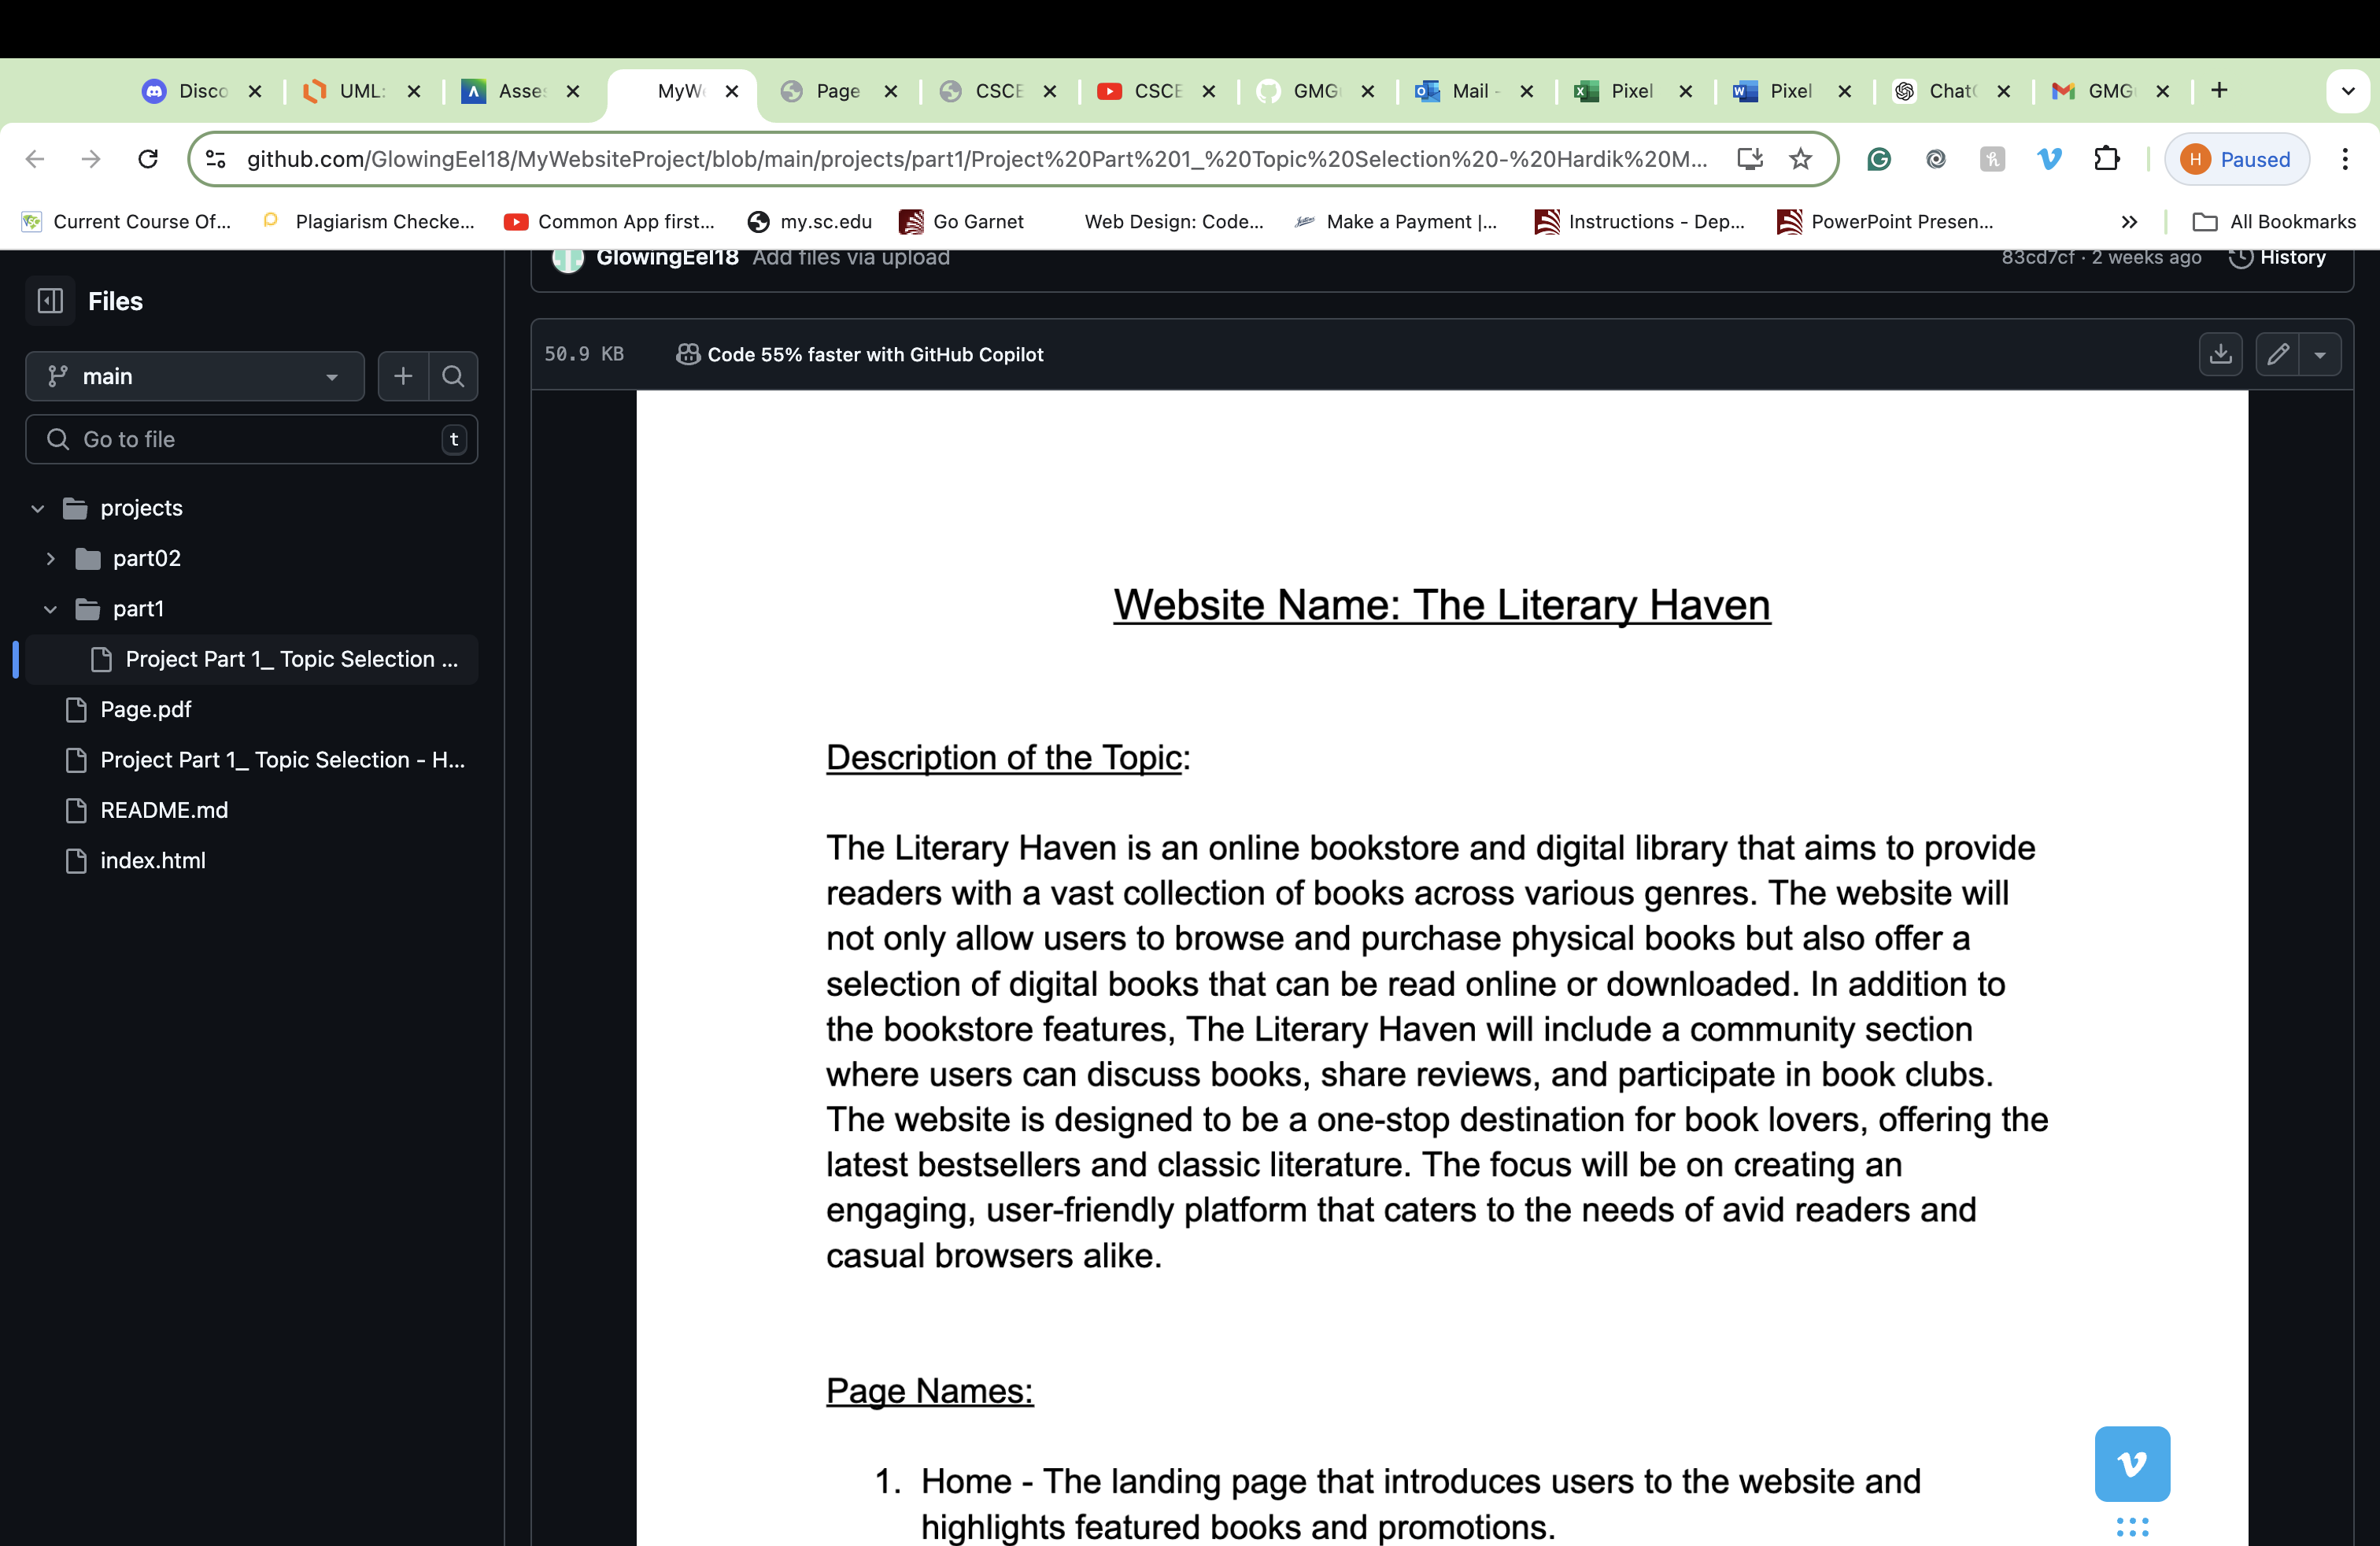 Disco
UML:
Asses
MyWe
Page
CSCE
CSCE
GMG
Mail -
Pixel
Pixel
Chat
GMG
github.com/GlowingEel18/MyWebsiteProject/blob/main/projects/part1/Project%20Part%201_%20Topic%20Selection%20-%20Hardik%20M...
H Paused
Current Course Of...
Plagiarism Checke...
Common App first...
my.sc.edu
Go Garnet
Web Design: Code...
Make a Payment |...
Instructions - Dep...
PowerPoint Presen...
All Bookmarks
GlowingEel18 Add files via upload
83cd7cf · 2 weeks ago
History
Files
main
Go to file
t
projects
part02
part1
Project Part 1_ Topic Selection ...
Page.pdf
Project Part 1_ Topic Selection - H...
README.md
index.html
50.9 KB
Code 55% faster with GitHub Copilot
Website Name: The Literary Haven
Description of the Topic:
The Literary Haven is an online bookstore and digital library that aims to provide
readers with a vast collection of books across various genres. The website will
not only allow users to browse and purchase physical books but also offer a
selection of digital books that can be read online or downloaded. In addition to
the bookstore features, The Literary Haven will include a community section
where users can discuss books, share reviews, and participate in book clubs.
The website is designed to be a one-stop destination for book lovers, offering the
latest bestsellers and classic literature. The focus will be on creating an
engaging, user-friendly platform that caters to the needs of avid readers and
casual browsers alike.
Page Names:
1. Home - The landing page that introduces users to the website and
highlights featured books and promotions.